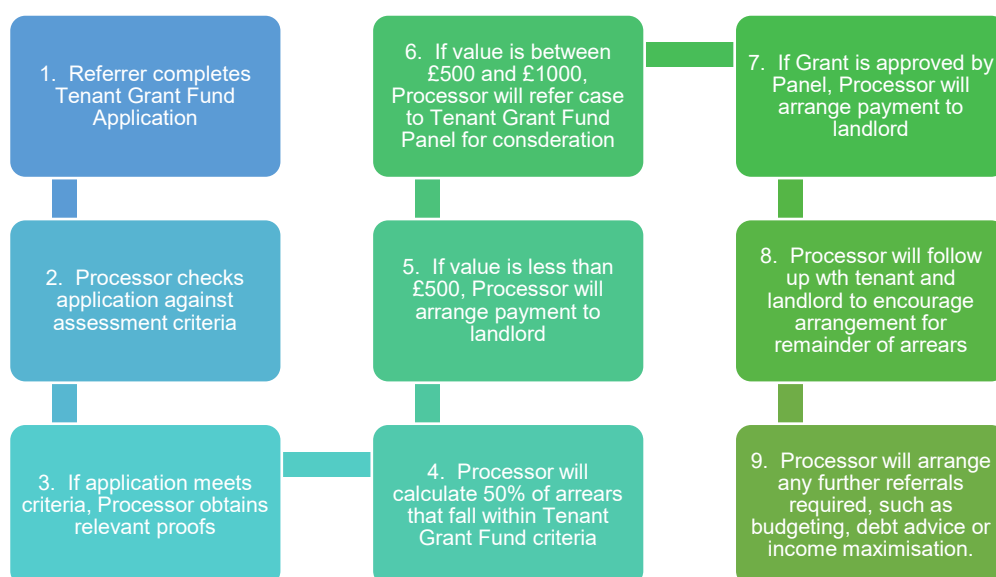 1.  Referrer completes
Tenant Grant Fund
Application
2.  Processor checks
application against
assessment criteria
3.  If application meets
criteria, Processor obtains
relevant proofs
4.  Processor will
calculate 50% of arrears
that fall within Tenant
Grant Fund criteria
5.  If value is less than
£500, Processor will
arrange payment to
landlord
6.  If value is between
£500 and £1000,
Processor will refer case
to Tenant Grant Fund
Panel for consderation
7.  If Grant is approved by
Panel, Processor will
arrange payment to
landlord
8.  Processor will follow
up wth tenant and
landlord to encourage
arrangement for
remainder of arrears
9.  Processor will arrange
any further referrals
required, such as
budgeting, debt advice or
income maximisation.